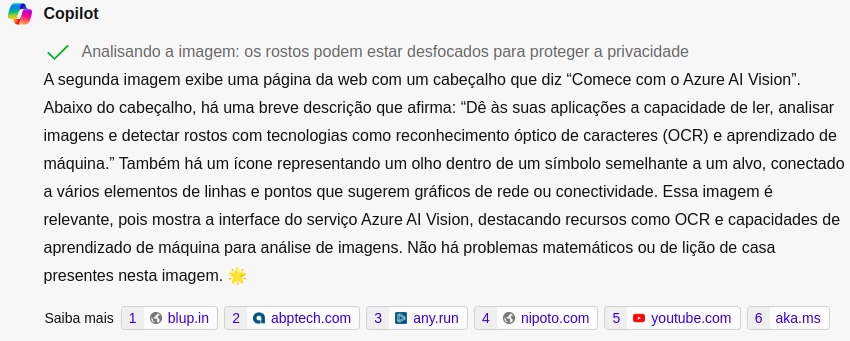 Copilot
Analisando a imagem: os rostos podem estar desfocados para proteger a privacidade
A segunda imagem exibe uma página da web com um cabeçalho que diz “Comece com o Azure AI Vision”.
Abaixo do cabeçalho, há uma breve descrição que afirma: “Dê às suas aplicações a capacidade de ler, analisar
imagens e detectar rostos com tecnologias como reconhecimento óptico de caracteres (OCR) e aprendizado de
máquina.” Também há um ícone representando um olho dentro de um símbolo semelhante a um alvo, conectado
a vários elementos de linhas e pontos que sugerem gráficos de rede ou conectividade. Essa imagem é
relevante, pois mostra a interface do serviço Azure AI Vision, destacando recursos como OCR e capacidades de
aprendizado de máquina para análise de imagens. Não há problemas matemáticos ou de lição de casa
presentes nesta imagem. 🌟
Saiba mais 1 blup.in 2 abptech.com 3 any.run 4 nipoto.com 5 youtube.com 6 aka.ms